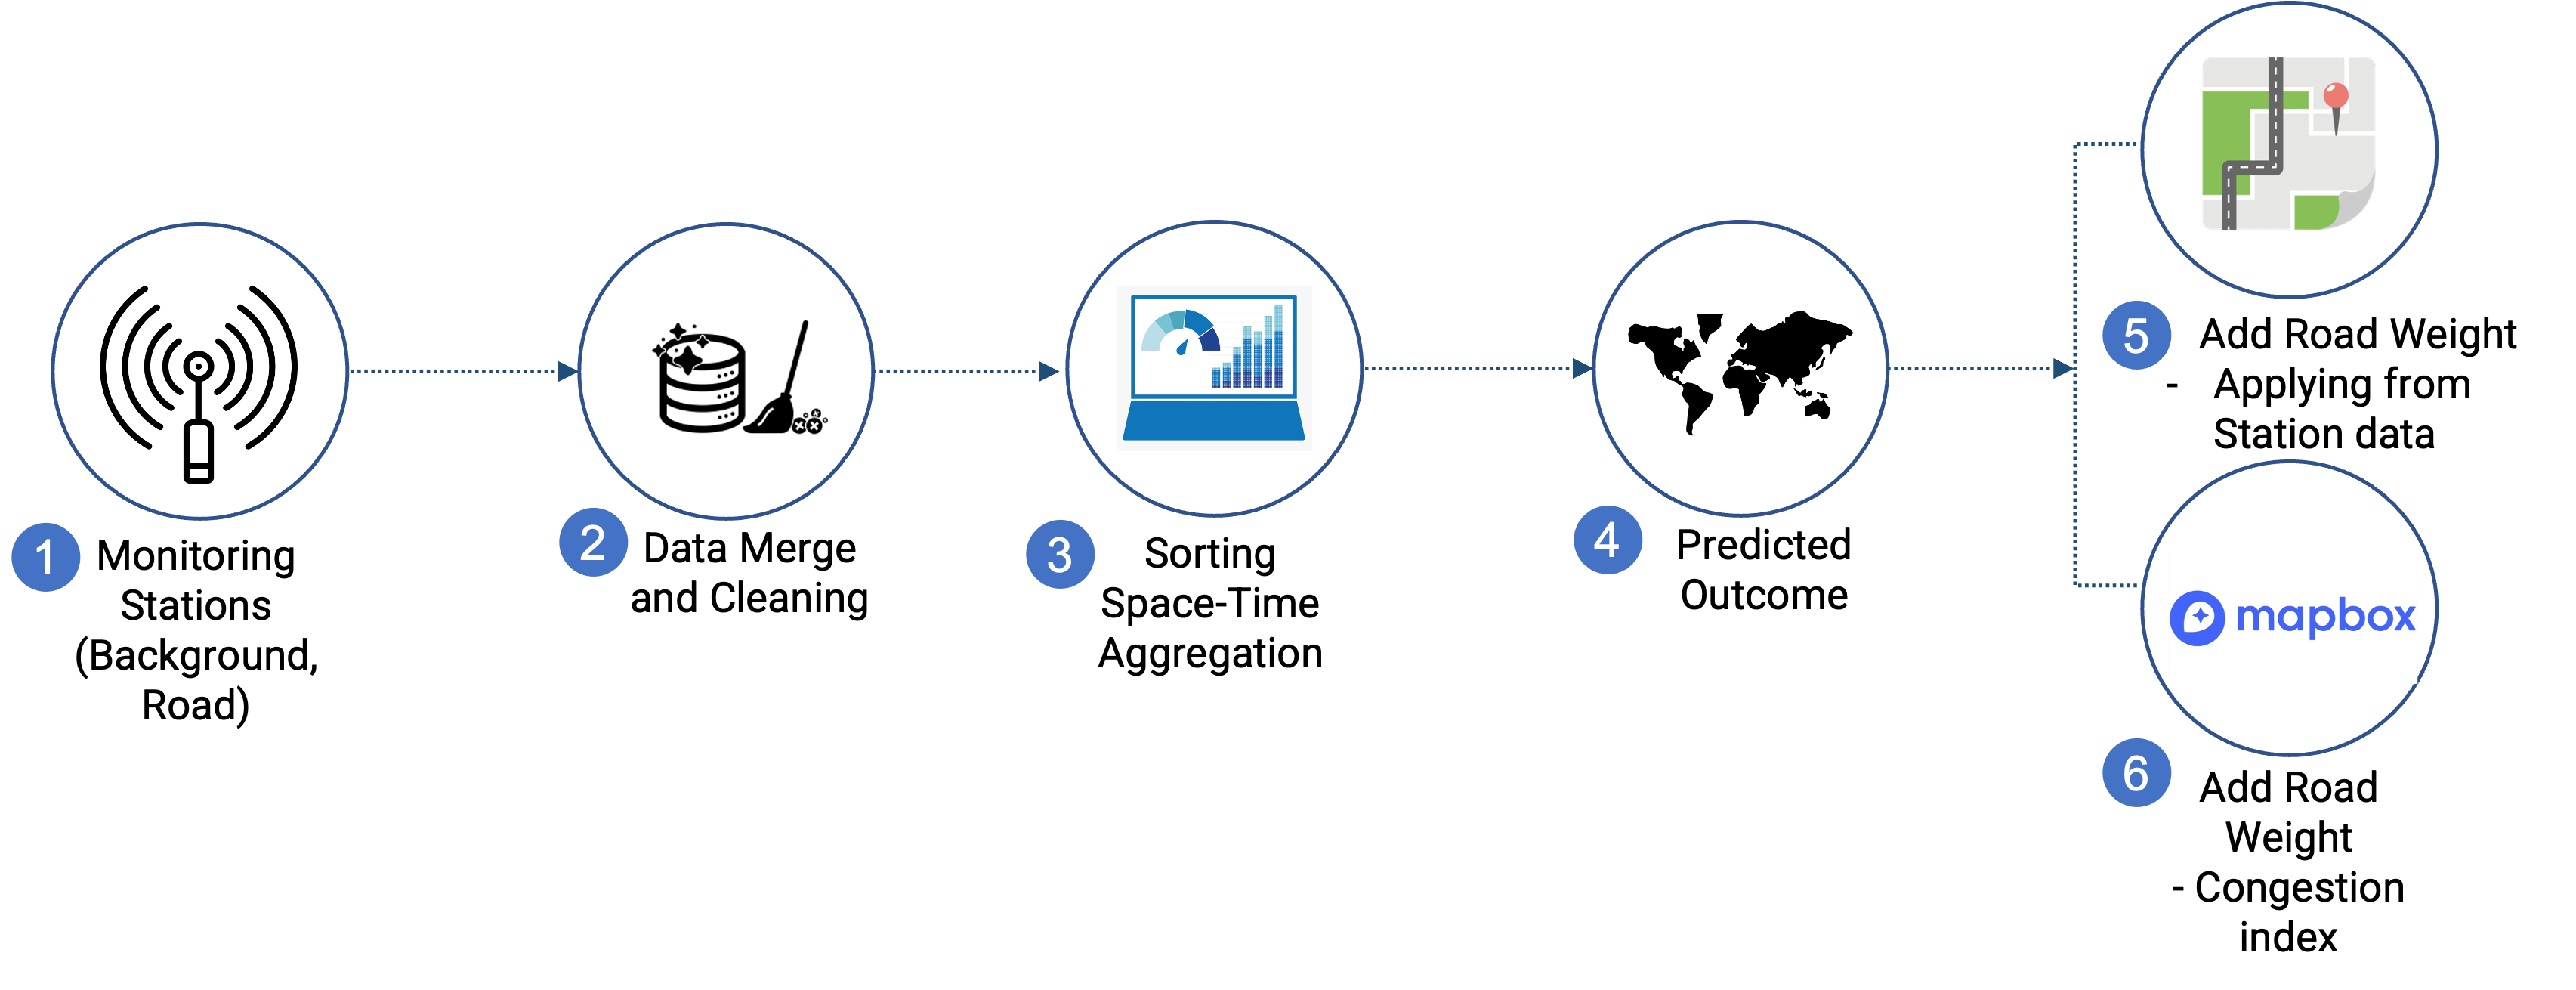 1
Monitoring
Stations
(Background,
Road)
2
Data Merge
and Cleaning
3
Sorting
Space-Time
Aggregation
4
Predicted
Outcome
5
Add Road Weight
- Applying from
Station data
mapbox
6
Add Road
Weight
- Congestion
index